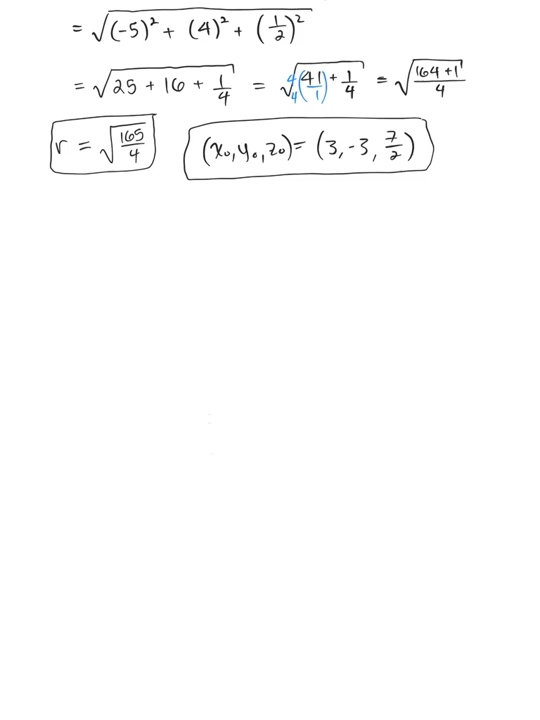 = √((-5)² + (4)² + (1/2)²)
= √(25 + 16 + 1/4) = √(4/4 (41/1) + 1/4) = √((164 + 1)/4)
r = √(165/4) (x₀, y₀, z₀) = (3, -3, 7/2)